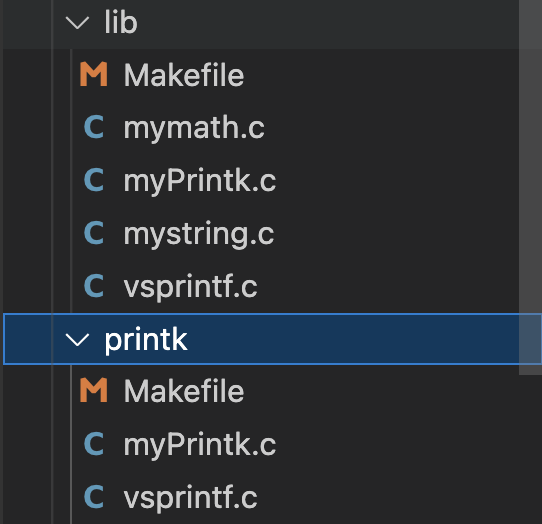 lib
M Makefile
C mymath.c
C myPrintk.c
C mystring.c
C vsprintf.c
printk
M Makefile
C myPrintk.c
C vsprintf.c